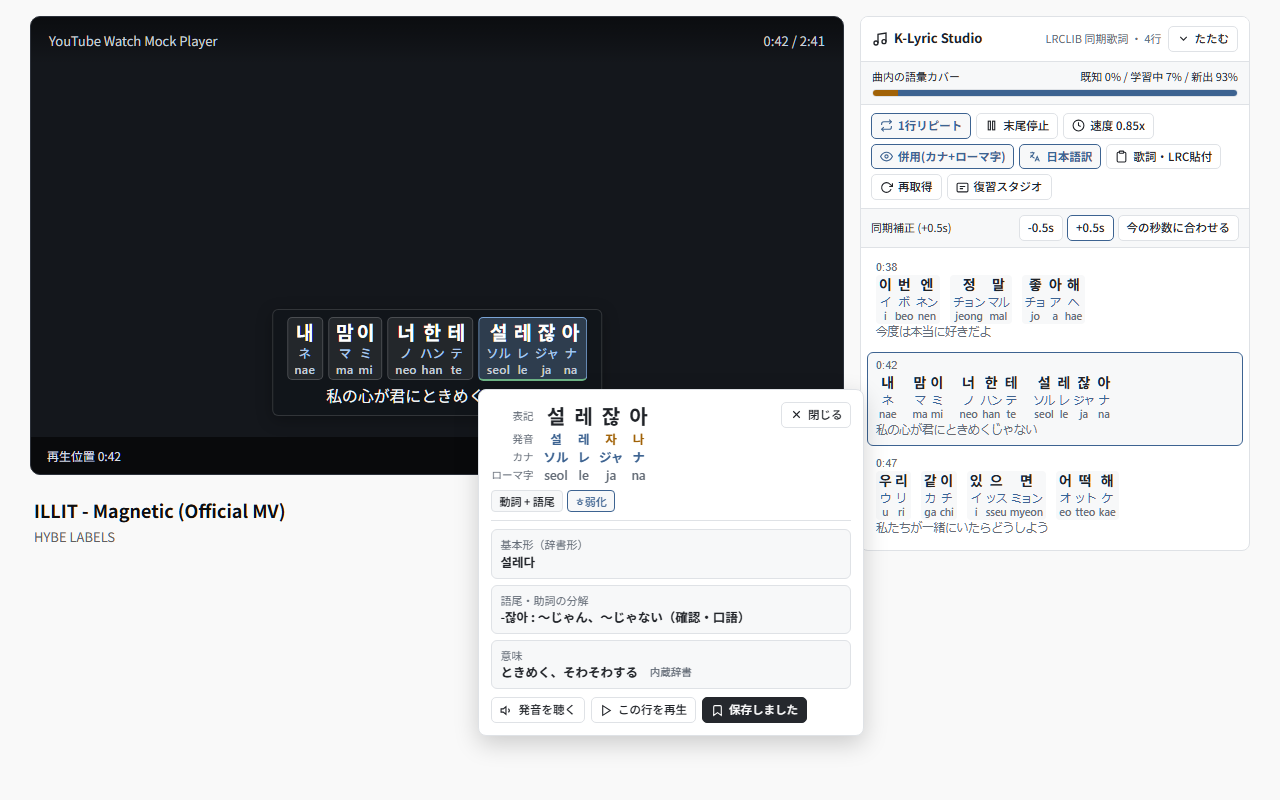 YouTube Watch Mock Player
0:42 / 2:41
내 맘이 너 한 테 설 레 잖 아
ネ マ ミ ノ ハン テ ソル レ ジャ ナ
nae ma mi neo han te seol le ja na
私の心が君にときめく
再生位置 0:42
ILLIT - Magnetic (Official MV)
HYBE LABELS
K-Lyric Studio
LRCLIB 同期歌詞 ・ 4行
たたむ
曲内の語彙カバー
既知 0% / 学習中 7% / 新出 93%
1行リピート
末尾停止
速度 0.85x
併用(カナ+ローマ字)
日本語訳
歌詞・LRC貼付
再取得
復習スタジオ
同期補正 (+0.5s)
-0.5s
+0.5s
今の秒数に合わせる
0:38
이 번 엔 정 말 좋 아 해
イ ボ ネン チョン マル チョ ア ヘ
i beo nen jeong mal jo a hae
今度は本当に好きだよ
0:42
내 맘 이 너 한 테 설 레 잖 아
ネ マ ミ ノ ハン テ ソル レ ジャ ナ
nae ma mi neo han te seol le ja na
私の心が君にときめくじゃない
0:47
우 리 같 이 있 으 면 어 떡 해
ウ リ カ チ イ ッス ミョン オ ット ケ
u ri ga chi i sseu myeon eo tteo kae
私たちが一緒にいたらどうしよう
表記 설 레 잖 아
閉じる
発音 설 레 자 나
カナ ソル レ ジャ ナ
ローマ字 seol le ja na
動詞 + 語尾
ㅎ弱化
基本形（辞書形）
설레다
語尾・助詞の分解
-잖아 : 〜じゃん、〜じゃない（確認・口語）
意味
ときめく、そわそわする 内蔵辞書
発音を聴く
この行を再生
保存しました